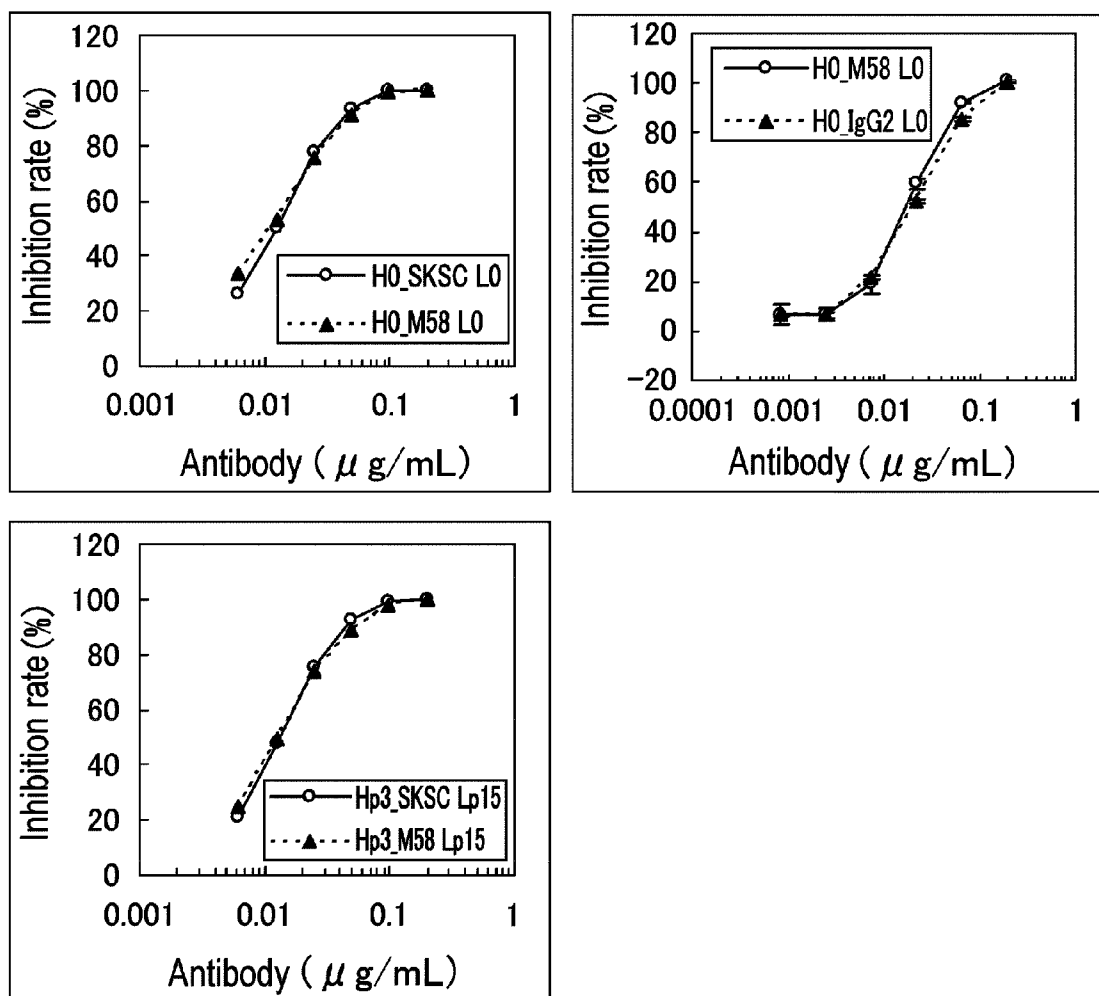 120
100
80
60
40
20
0
Inhibition rate (%)
H0_SKSC L0
H0_M58 L0
0.001 0.01 0.1 1
Antibody ( μ g/mL)
120
100
80
60
40
20
0
-20
Inhibition rate (%)
H0_M58 L0
H0_IgG2 L0
0.0001 0.001 0.01 0.1 1
Antibody ( μ g/mL)
120
100
80
60
40
20
0
Inhibition rate (%)
Hp3_SKSC Lp15
Hp3_M58 Lp15
0.001 0.01 0.1 1
Antibody ( μ g/mL)